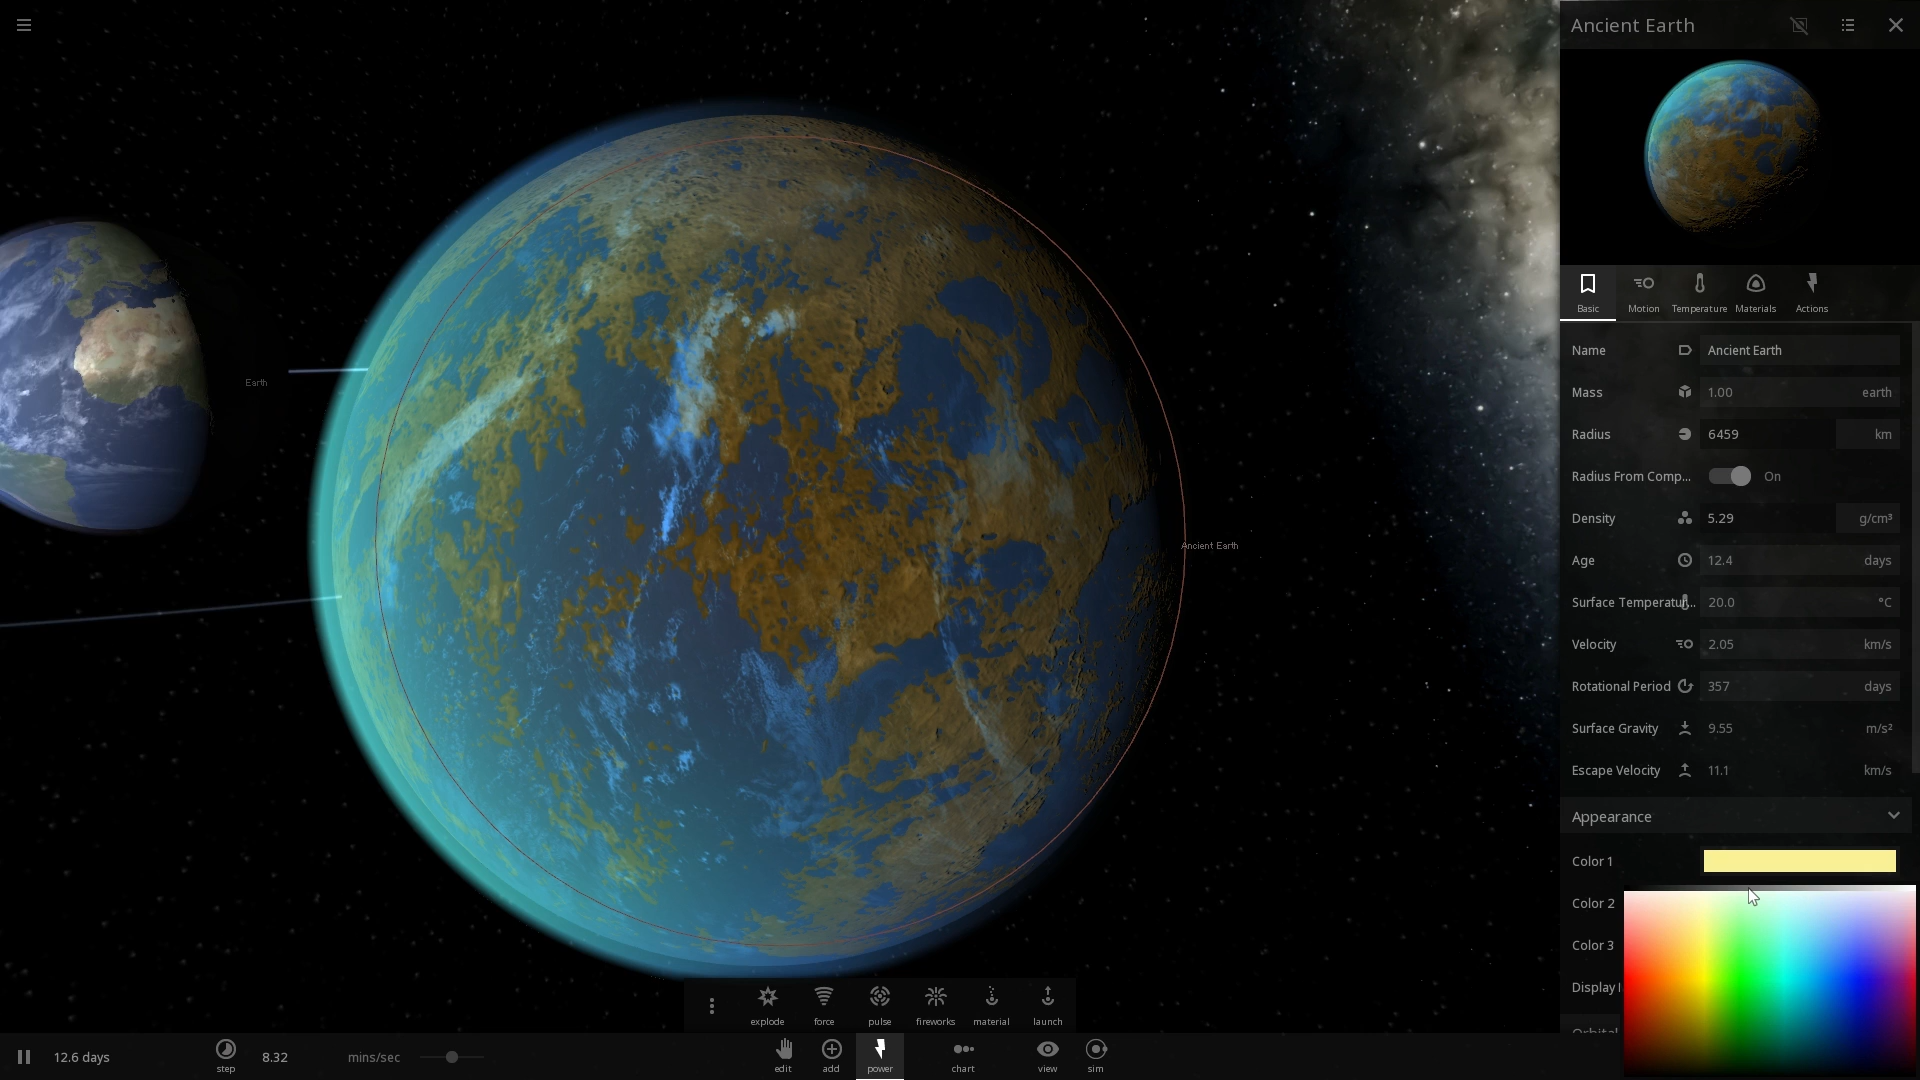 Ancient Earth
Basic
Motion
Temperature
Materials
Actions
Name
Ancient Earth
Mass
1.00
earth
Radius
6459
km
Radius From Comp...
On
Density
5.29
g/cm³
Age
12.4
days
Surface Temperatur...
20.0
°C
Velocity
2.05
km/s
Rotational Period
357
days
Surface Gravity
9.55
m/s²
Escape Velocity
11.1
km/s
Appearance
Color 1
Color 2
Color 3
Display
Orbital
Earth
Ancient Earth
explode
force
pulse
fireworks
material
launch
12.6 days
step
8.32
mins/sec
edit
add
power
chart
view
sim